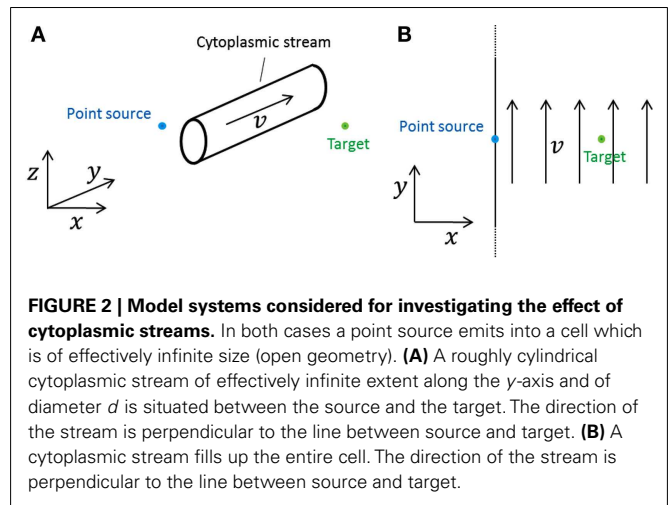 A
Cytoplasmic stream
Point source
v
Target
z
y
x
B
Point source
v
Target
y
x
FIGURE 2 | Model systems considered for investigating the effect of
cytoplasmic streams. In both cases a point source emits into a cell which
is of effectively infinite size (open geometry). (A) A roughly cylindrical
cytoplasmic stream of effectively infinite extent along the y-axis and of
diameter d is situated between the source and the target. The direction of
the stream is perpendicular to the line between source and target. (B) A
cytoplasmic stream fills up the entire cell. The direction of the stream is
perpendicular to the line between source and target.